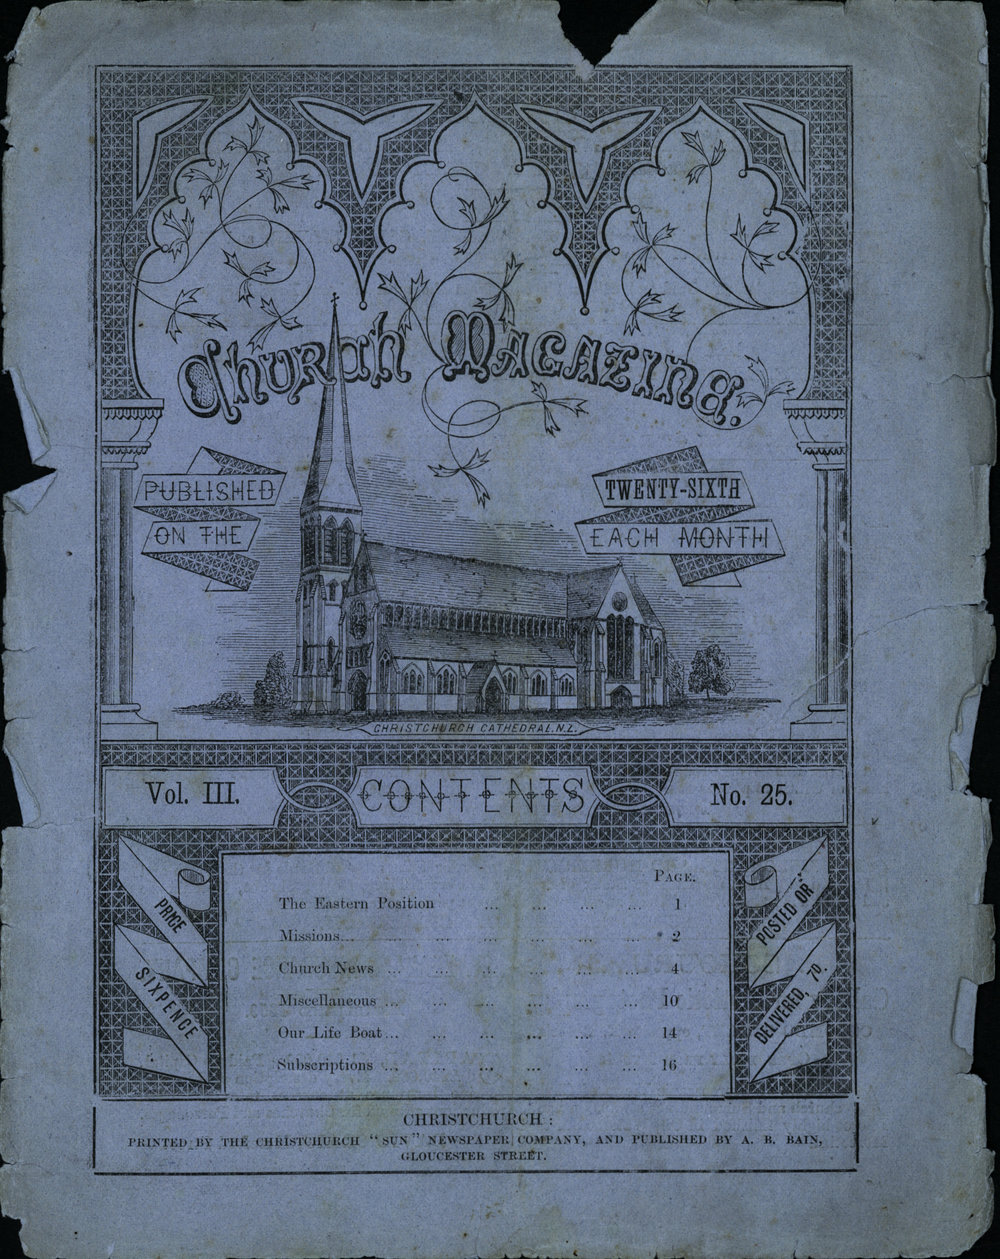 Church Magazine.
PUBLISHED
ON THE
TWENTY-SIXTH
EACH MONTH
CHRISTCHURCH CATHEDRAL, N.Z.
Vol. III.
CONTENTS
No. 25.
PRICE
SIXPENCE
PAGE.
The Eastern Position ... ... ... ... 1
Missions... ... ... ... ... ... ... 2
Church News ... ... ... ... ... ... 4
Miscellaneous ... ... ... ... ... ... 10
Our Life Boat... ... ... ... ... ... 14
Subscriptions ... ... ... ... ... ... 16
POSTED OR
DELIVERED, 7D.
CHRISTCHURCH:
PRINTED BY THE CHRISTCHURCH "SUN" NEWSPAPER COMPANY, AND PUBLISHED BY A. B. BAIN,
GLOUCESTER STREET.